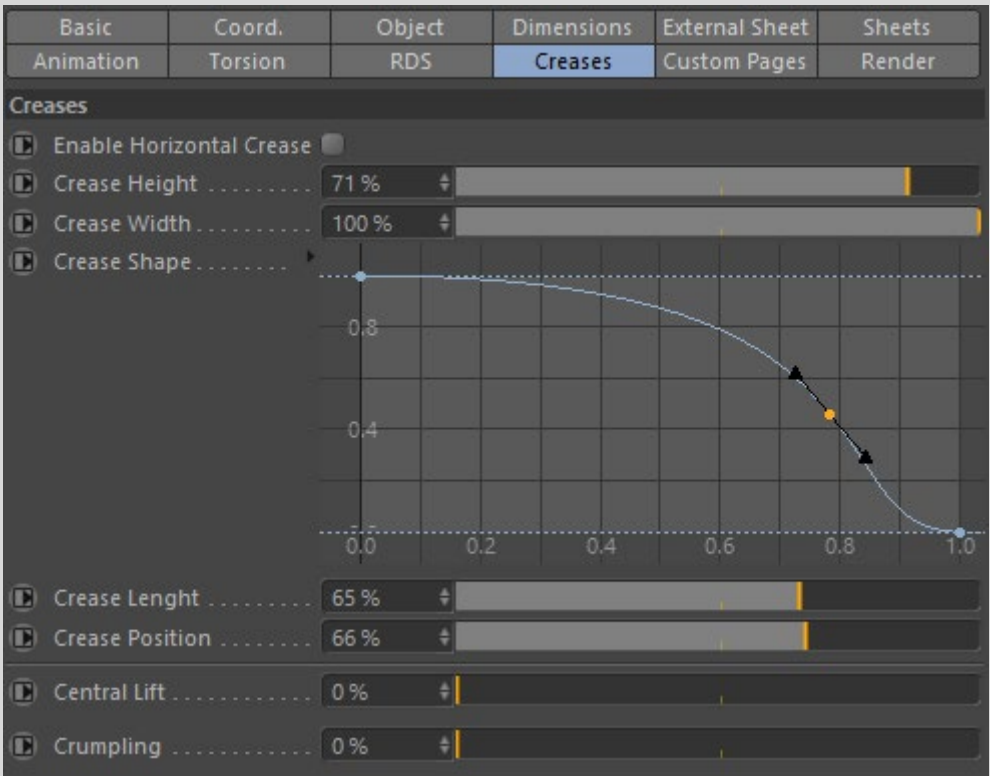 Basic Coord. Object Dimensions External Sheet Sheets
Animation Torsion RDS Creases Custom Pages Render
Creases
Enable Horizontal Crease
Crease Height . . . . . . . . . 71 %
Crease Width . . . . . . . . . . 100 %
Crease Shape . . . . . . . .
0.8
0.4
0.0 0.2 0.4 0.6 0.8 1.0
Crease Lenght . . . . . . . . . 65 %
Crease Position . . . . . . . . 66 %
Central Lift . . . . . . . . . . . . 0 %
Crumpling . . . . . . . . . . . . 0 %